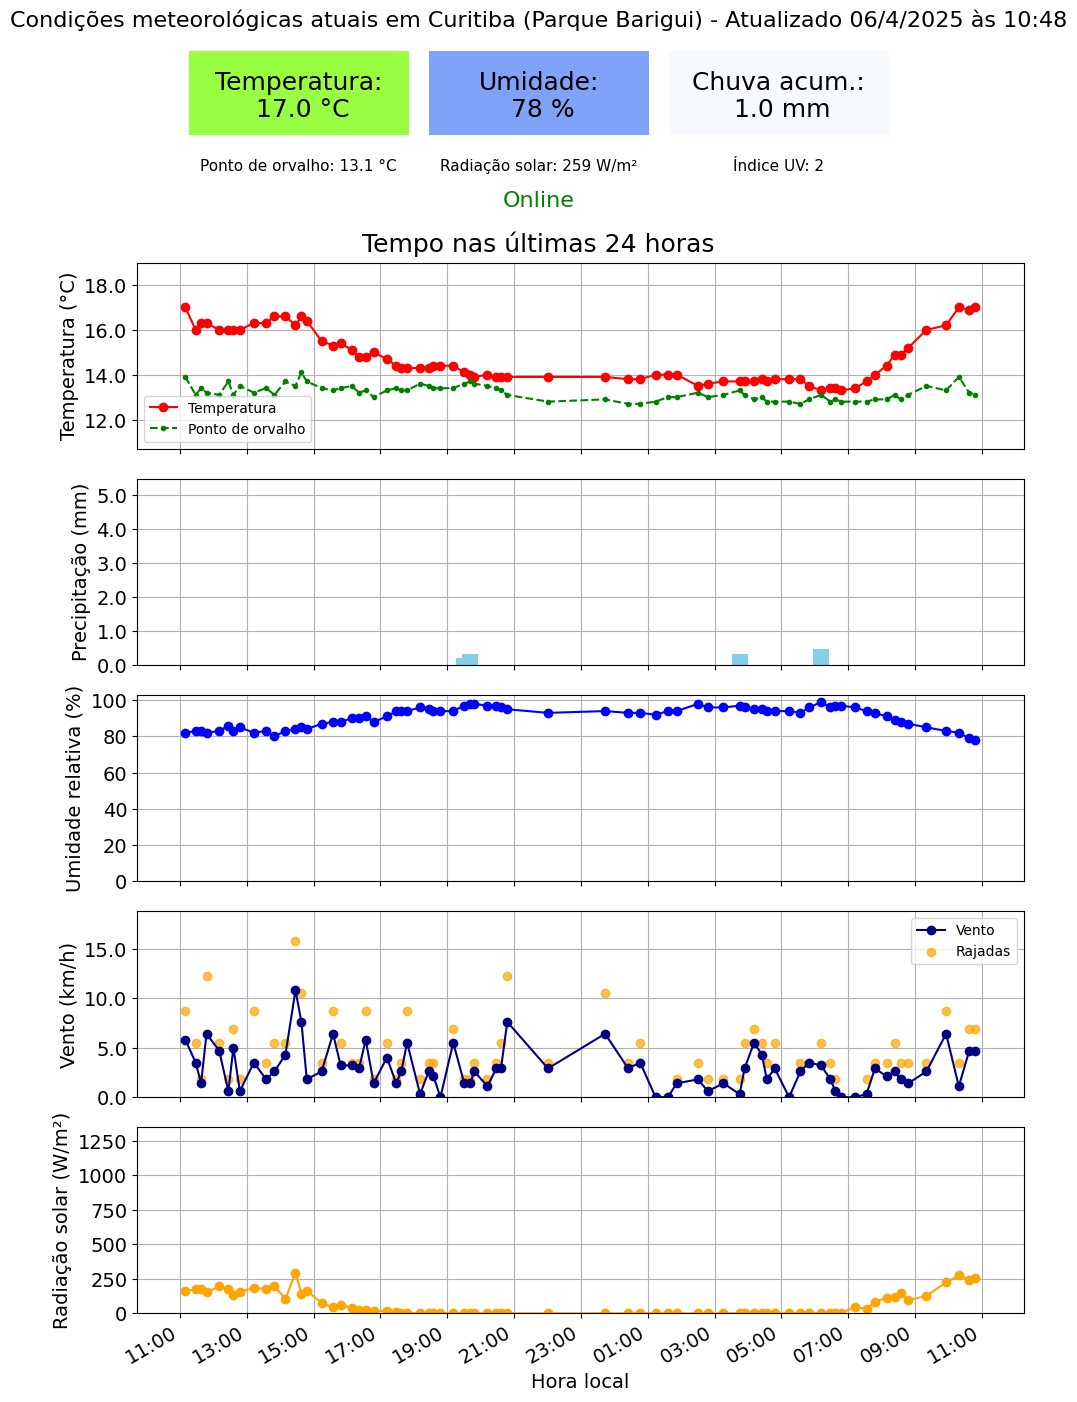 Condições meteorológicas atuais em Curitiba (Parque Barigui) - Atualizado 06/4/2025 às 10:48
Temperatura:
17.0 °C
Umidade:
78 %
Chuva acum.:
1.0 mm
Ponto de orvalho: 13.1 °C
Radiação solar: 259 W/m²
Índice UV: 2
Online
Tempo nas últimas 24 horas
Temperatura (°C)
18.0
16.0
14.0
12.0
Temperatura
Ponto de orvalho
Precipitação (mm)
5.0
4.0
3.0
2.0
1.0
0.0
Umidade relativa (%)
100
80
60
40
20
0
Vento (km/h)
15.0
10.0
5.0
0.0
Vento
Rajadas
Radiação solar (W/m²)
1250
1000
750
500
250
0
11:00
13:00
15:00
17:00
19:00
21:00
23:00
01:00
03:00
05:00
07:00
09:00
11:00
Hora local